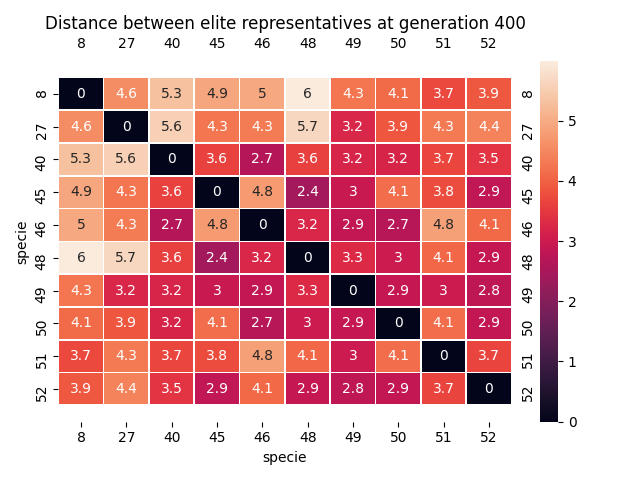 Distance between elite representatives at generation 400
8 27 40 45 46 48 49 50 51 52
8 0 4.6 5.3 4.9 5 6 4.3 4.1 3.7 3.9 8
27 4.6 0 5.6 4.3 4.3 5.7 3.2 3.9 4.3 4.4 27
40 5.3 5.6 0 3.6 2.7 3.6 3.2 3.2 3.7 3.5 40
45 4.9 4.3 3.6 0 4.8 2.4 3 4.1 3.8 2.9 45
46 5 4.3 2.7 4.8 0 3.2 2.9 2.7 4.8 4.1 46
48 6 5.7 3.6 2.4 3.2 0 3.3 3 4.1 2.9 48
49 4.3 3.2 3.2 3 2.9 3.3 0 2.9 3 2.8 49
50 4.1 3.9 3.2 4.1 2.7 3 2.9 0 4.1 2.9 50
51 3.7 4.3 3.7 3.8 4.8 4.1 3 4.1 0 3.7 51
52 3.9 4.4 3.5 2.9 4.1 2.9 2.8 2.9 3.7 0 52
8 27 40 45 46 48 49 50 51 52
specie
specie
5
4
3
2
1
0